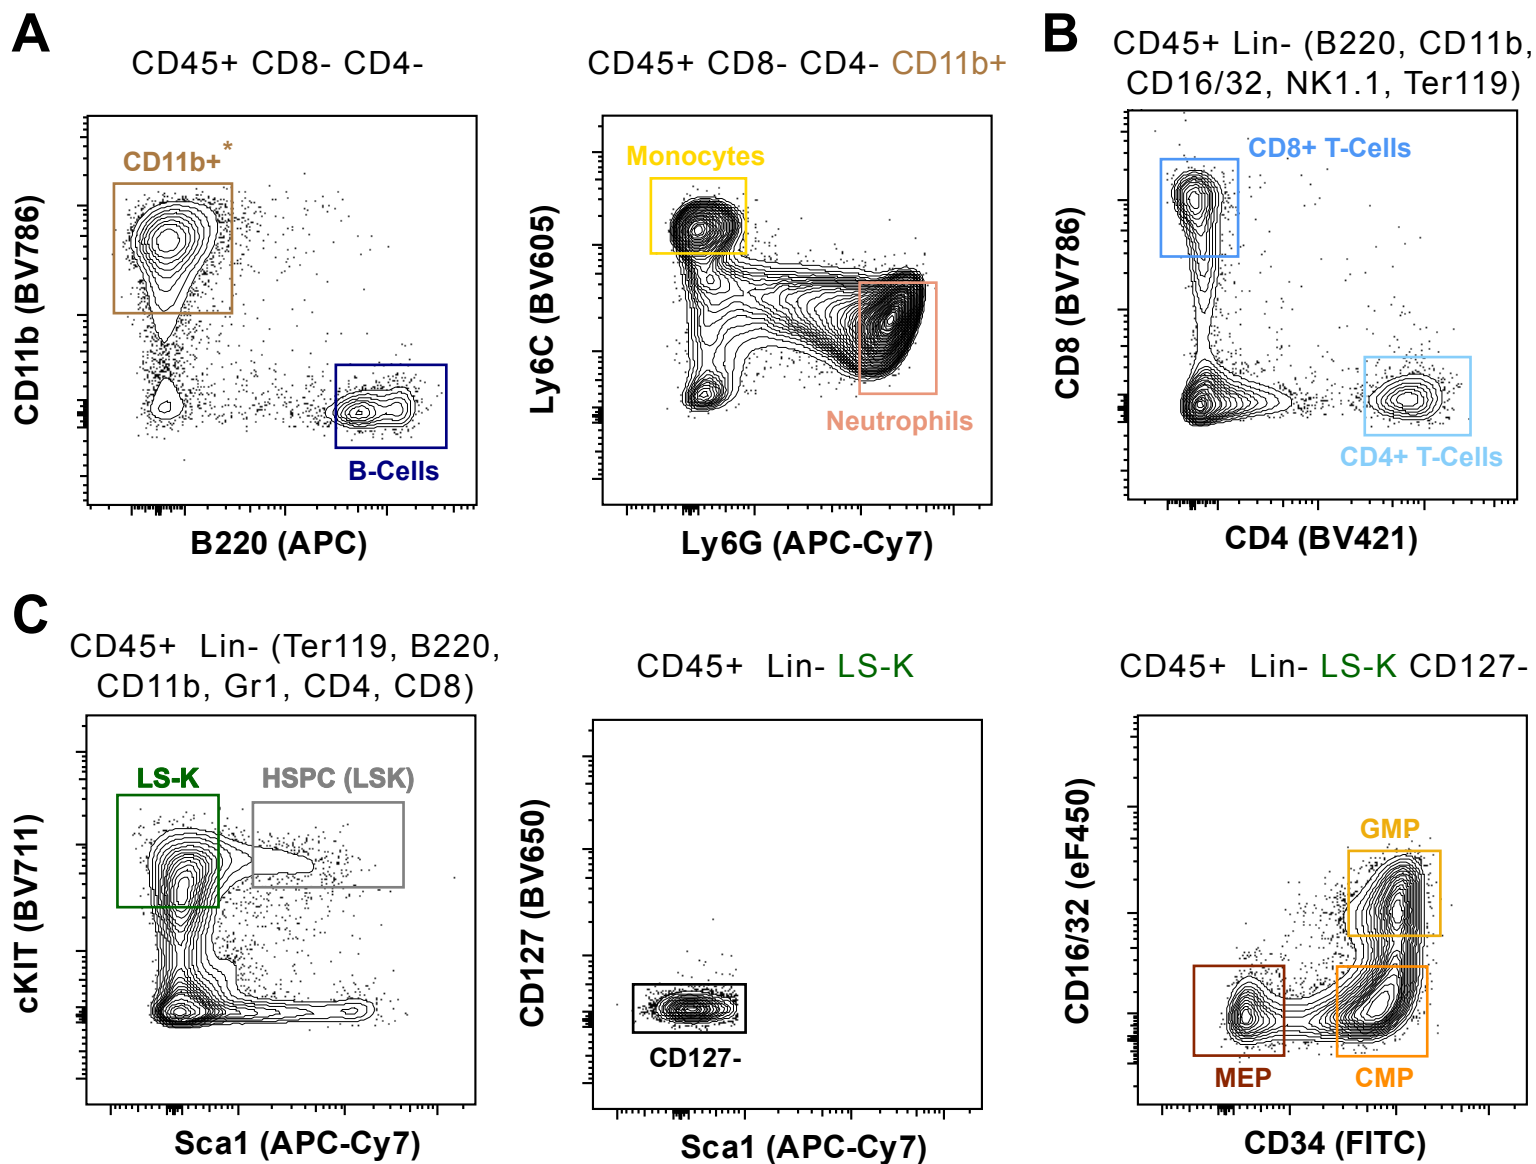 A
CD45+ CD8- CD4-
CD11b+*
B-Cells
CD11b (BV786)
B220 (APC)
CD45+ CD8- CD4- CD11b+
Monocytes
Neutrophils
Ly6C (BV605)
Ly6G (APC-Cy7)
B
CD45+ Lin- (B220, CD11b,
CD16/32, NK1.1, Ter119)
CD8+ T-Cells
CD4+ T-Cells
CD8 (BV786)
CD4 (BV421)
C
CD45+ Lin- (Ter119, B220,
CD11b, Gr1, CD4, CD8)
LS-K
HSPC (LSK)
cKIT (BV711)
Sca1 (APC-Cy7)
CD45+ Lin- LS-K
CD127-
CD127 (BV650)
Sca1 (APC-Cy7)
CD45+ Lin- LS-K CD127-
GMP
MEP
CMP
CD16/32 (eF450)
CD34 (FITC)